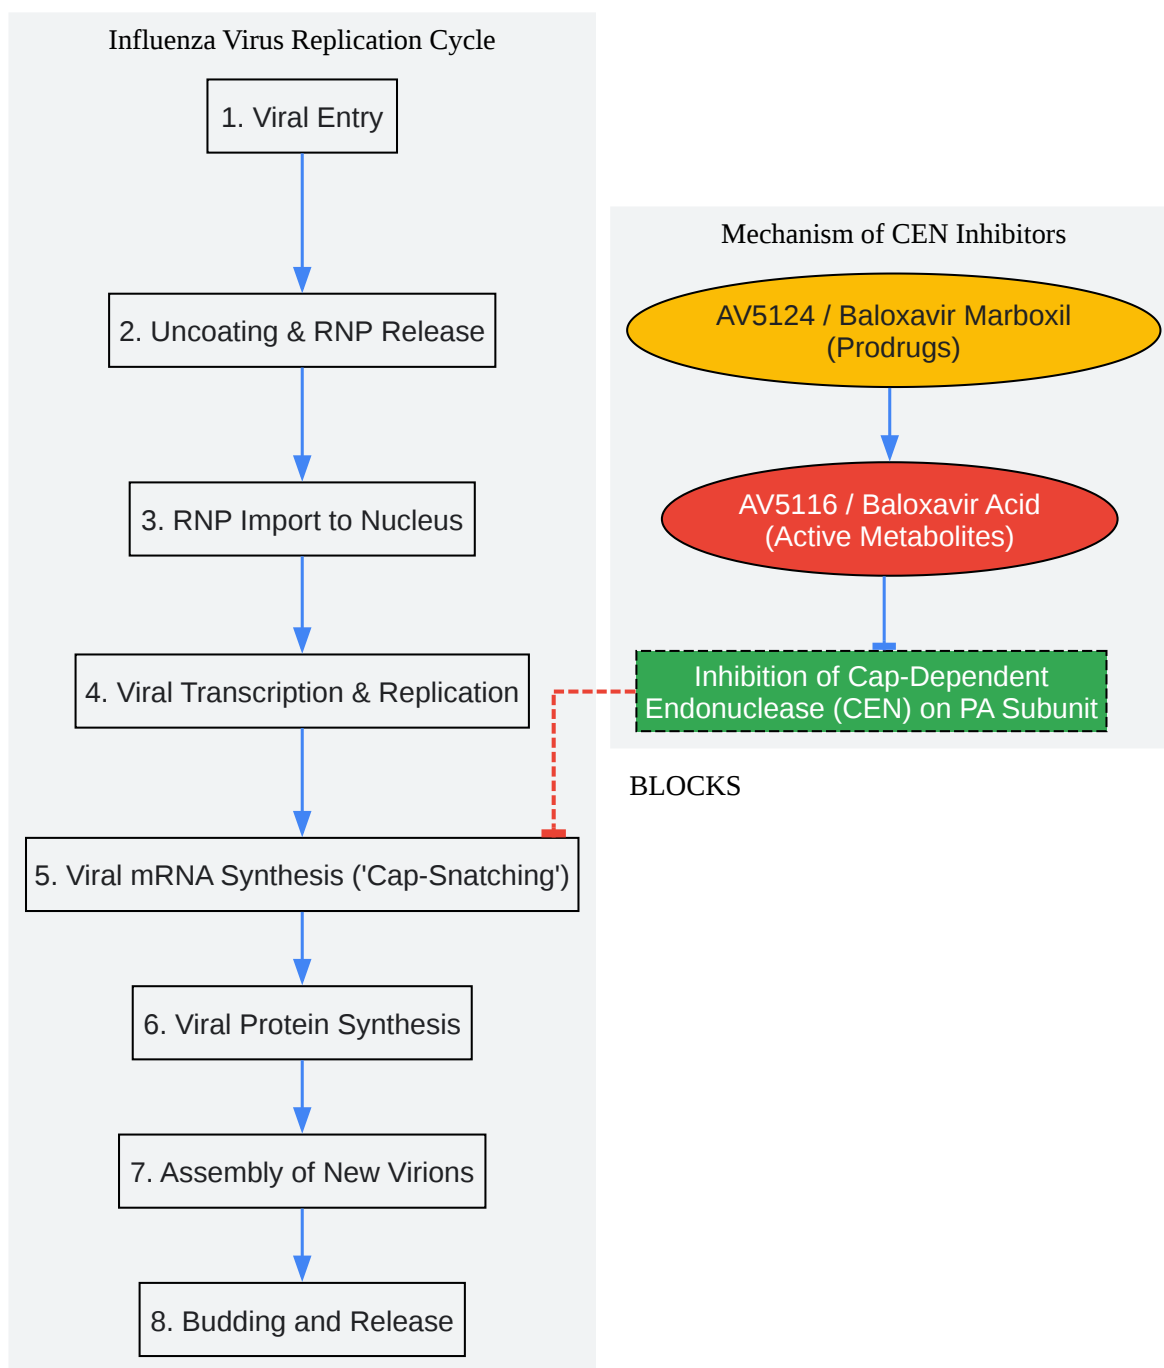 Influenza Virus Replication Cycle
1. Viral Entry
2. Uncoating & RNP Release
3. RNP Import to Nucleus
4. Viral Transcription & Replication
5. Viral mRNA Synthesis ('Cap-Snatching')
6. Viral Protein Synthesis
7. Assembly of New Virions
8. Budding and Release
Mechanism of CEN Inhibitors
AV5124 / Baloxavir Marboxil
(Prodrugs)
AV5116 / Baloxavir Acid
(Active Metabolites)
Inhibition of Cap-Dependent
Endonuclease (CEN) on PA Subunit
BLOCKS